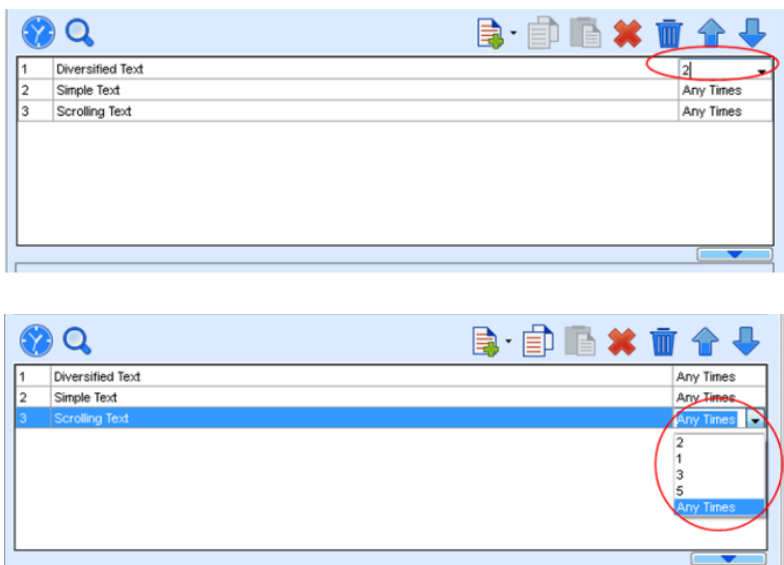 1 Diversified Text 2
2 Simple Text Any Times
3 Scrolling Text Any Times
1 Diversified Text Any Times
2 Simple Text Any Times
3 Scrolling Text Any Times
2
1
3
5
Any Times